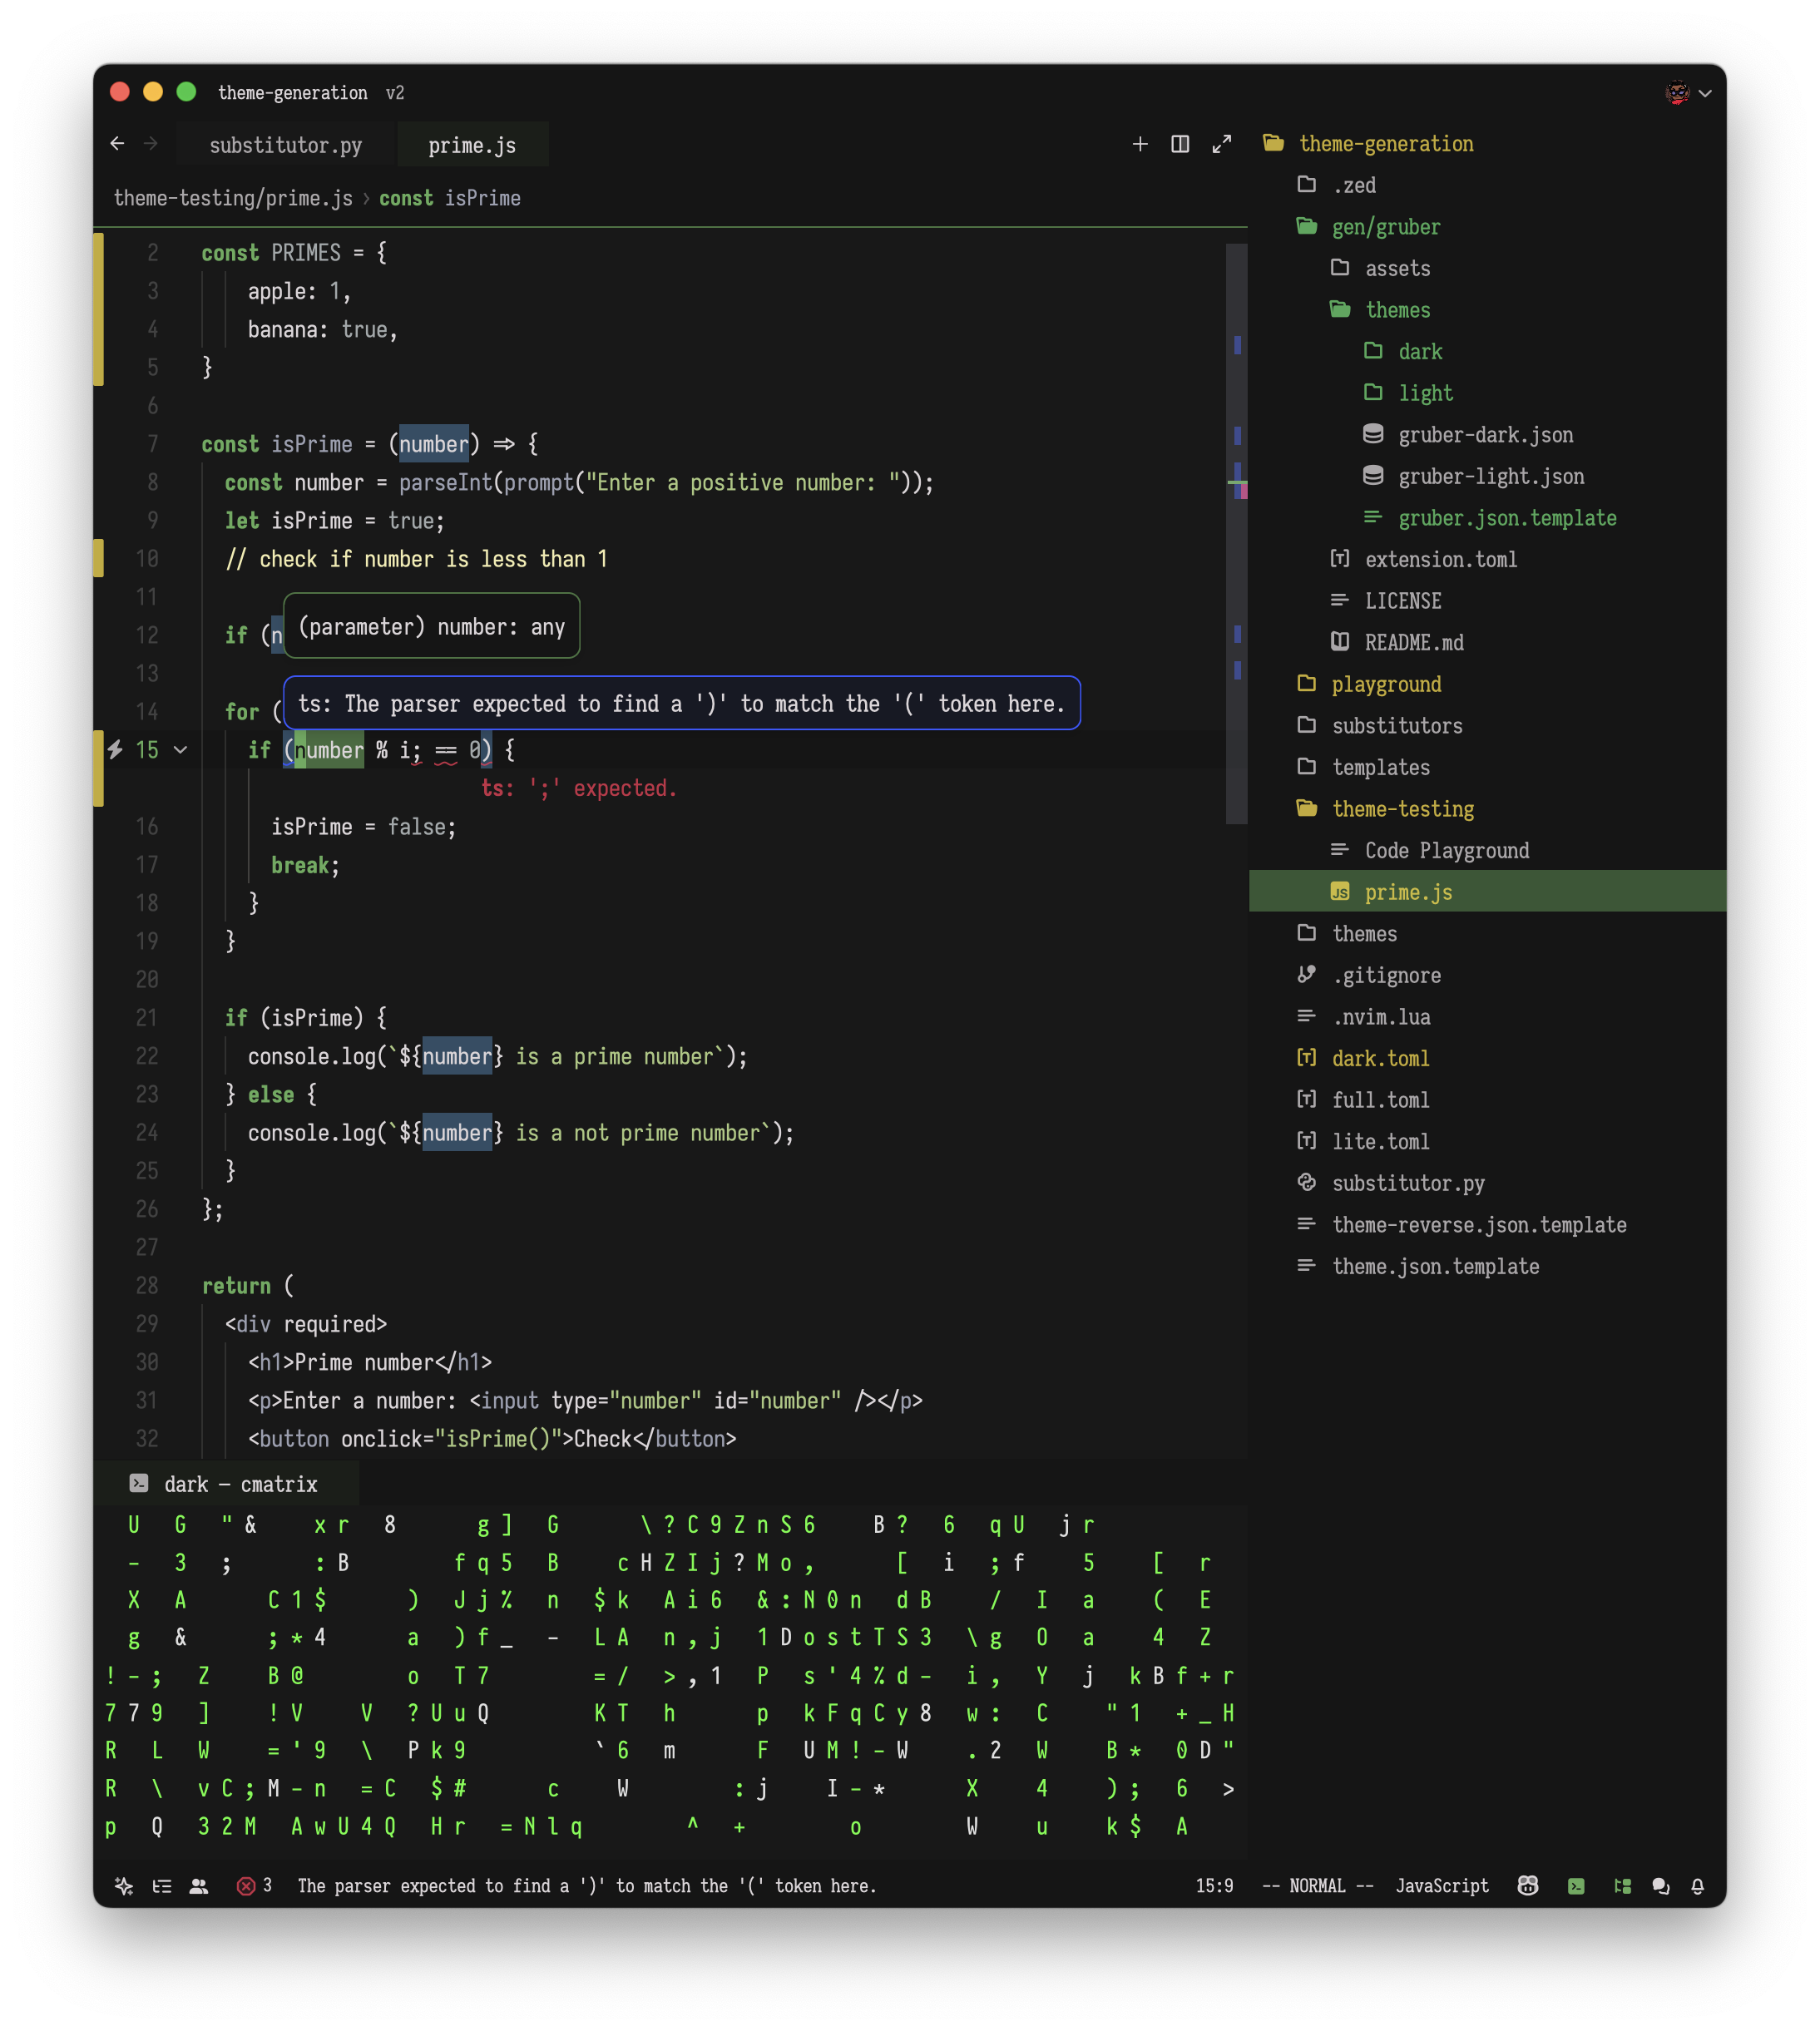 theme-generation v2
substitutor.py prime.js
theme-testing/prime.js › const isPrime
2 const PRIMES = {
3 apple: 1,
4 banana: true,
5 }
6
7 const isPrime = (number) => {
8 const number = parseInt(prompt("Enter a positive number: "));
9 let isPrime = true;
10 // check if number is less than 1
11
(parameter) number: any
12 if (n
13
ts: The parser expected to find a ')' to match the '(' token here.
14 for (
15 if (number % i; == 0) {
ts: ';' expected.
16 isPrime = false;
17 break;
18 }
19 }
20
21 if (isPrime) {
22 console.log(`${number} is a prime number`);
23 } else {
24 console.log(`${number} is a not prime number`);
25 }
26 };
27
28 return (
29 <div required>
30 <h1>Prime number</h1>
31 <p>Enter a number: <input type="number" id="number" /></p>
32 <button onclick="isPrime()">Check</button>
theme-generation
.zed
gen/gruber
assets
themes
dark
light
gruber-dark.json
gruber-light.json
gruber.json.template
[T] extension.toml
LICENSE
README.md
playground
substitutors
templates
theme-testing
Code Playground
JS prime.js
themes
.gitignore
.nvim.lua
[T] dark.toml
[T] full.toml
[T] lite.toml
substitutor.py
theme-reverse.json.template
theme.json.template
dark — cmatrix
U G " & x r 8 g ] G \ ? C 9 Z n S 6 B ? 6 q U j r
- 3 ; : B f q 5 B c H Z I j ? M o , [ i ; f 5 [ r
X A C 1 $ ) J j % n $ k A i 6 & : N 0 n d B / I a ( E
g & ; * 4 a ) f _ - L A n , j 1 D o s t T S 3 \ g O a 4 Z
! - ; Z B @ o T 7 = / > , 1 P s ' 4 % d - i , Y j k B f + r
7 7 9 ] ! V V ? U u Q K T h p k F q C y 8 w : C " 1 + _ H
R L W = ' 9 \ P k 9 ` 6 m F U M ! - W . 2 W B * 0 D "
R \ v C ; M - n = C $ # c W : j I - * X 4 ) ; 6 >
p Q 3 2 M A w U 4 Q H r = N l q ^ + o W u k $ A
3 The parser expected to find a ')' to match the '(' token here. 15:9 -- NORMAL -- JavaScript